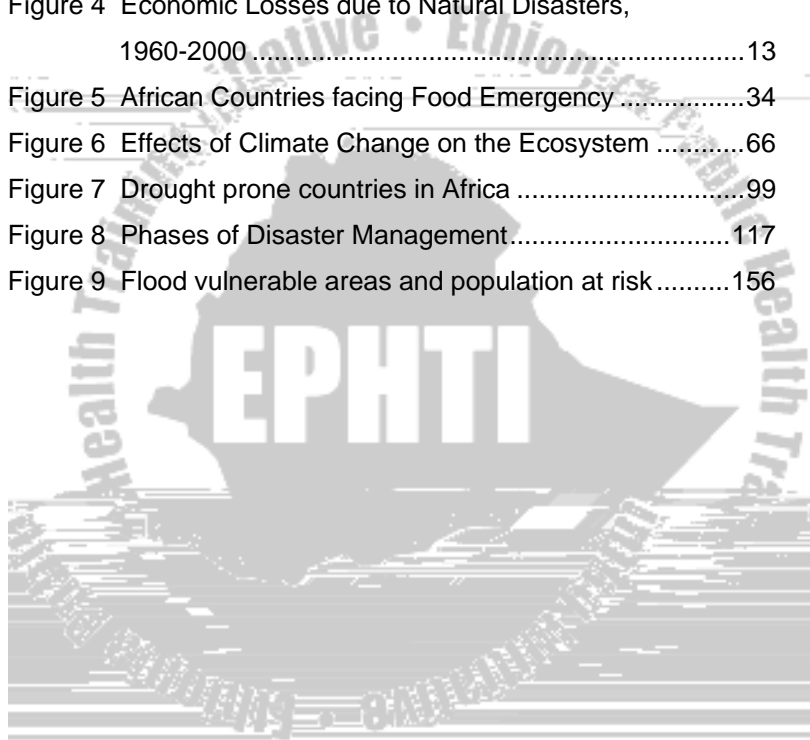 Figure 4 Economic Losses due to Natural Disasters,
1960-2000 .........................................................13
Figure 5 African Countries facing Food Emergency ................34
Figure 6 Effects of Climate Change on the Ecosystem ...........66
Figure 7 Drought prone countries in Africa .............................99
Figure 8 Phases of Disaster Management............................117
Figure 9 Flood vulnerable areas and population at risk ..........156
EPHTI